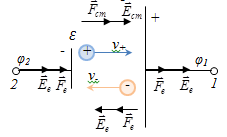 F⃗ст E⃗ст
+
ε
-
φ₂ + v₊ φ₁
E⃗ₑ F⃗ₑ v₋ - F⃗ₑ E⃗ₑ
2 1
E⃗ₑ F⃗ₑ